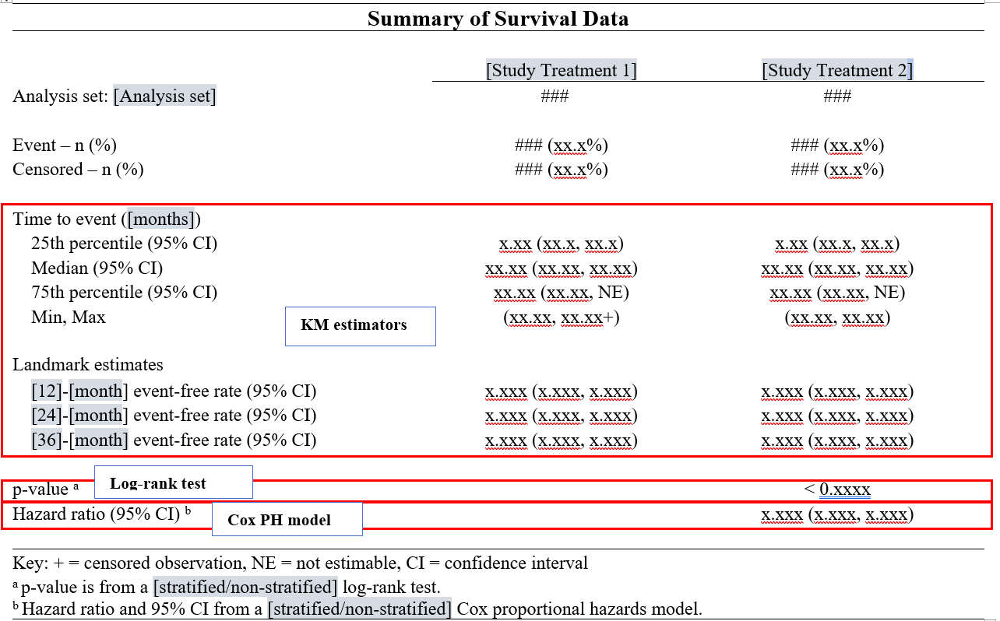 Summary of Survival Data
[Study Treatment 1] [Study Treatment 2]
Analysis set: [Analysis set] ### ###
Event – n (%) ### (xx.x%) ### (xx.x%)
Censored – n (%) ### (xx.x%) ### (xx.x%)
Time to event ([months])
25th percentile (95% CI) x.xx (xx.x, xx.x) x.xx (xx.x, xx.x)
Median (95% CI) xx.xx (xx.xx, xx.xx) xx.xx (xx.xx, xx.xx)
75th percentile (95% CI) xx.xx (xx.xx, NE) xx.xx (xx.xx, NE)
Min, Max (xx.xx, xx.xx+) (xx.xx, xx.xx)
KM estimators
Landmark estimates
[12]-[month] event-free rate (95% CI) x.xxx (x.xxx, x.xxx) x.xxx (x.xxx, x.xxx)
[24]-[month] event-free rate (95% CI) x.xxx (x.xxx, x.xxx) x.xxx (x.xxx, x.xxx)
[36]-[month] event-free rate (95% CI) x.xxx (x.xxx, x.xxx) x.xxx (x.xxx, x.xxx)
Log-rank test
p-value ᵃ < 0.xxxx
Hazard ratio (95% CI) ᵇ x.xxx (x.xxx, x.xxx)
Cox PH model
Key: + = censored observation, NE = not estimable, CI = confidence interval
ᵃ p-value is from a [stratified/non-stratified] log-rank test.
ᵇ Hazard ratio and 95% CI from a [stratified/non-stratified] Cox proportional hazards model.